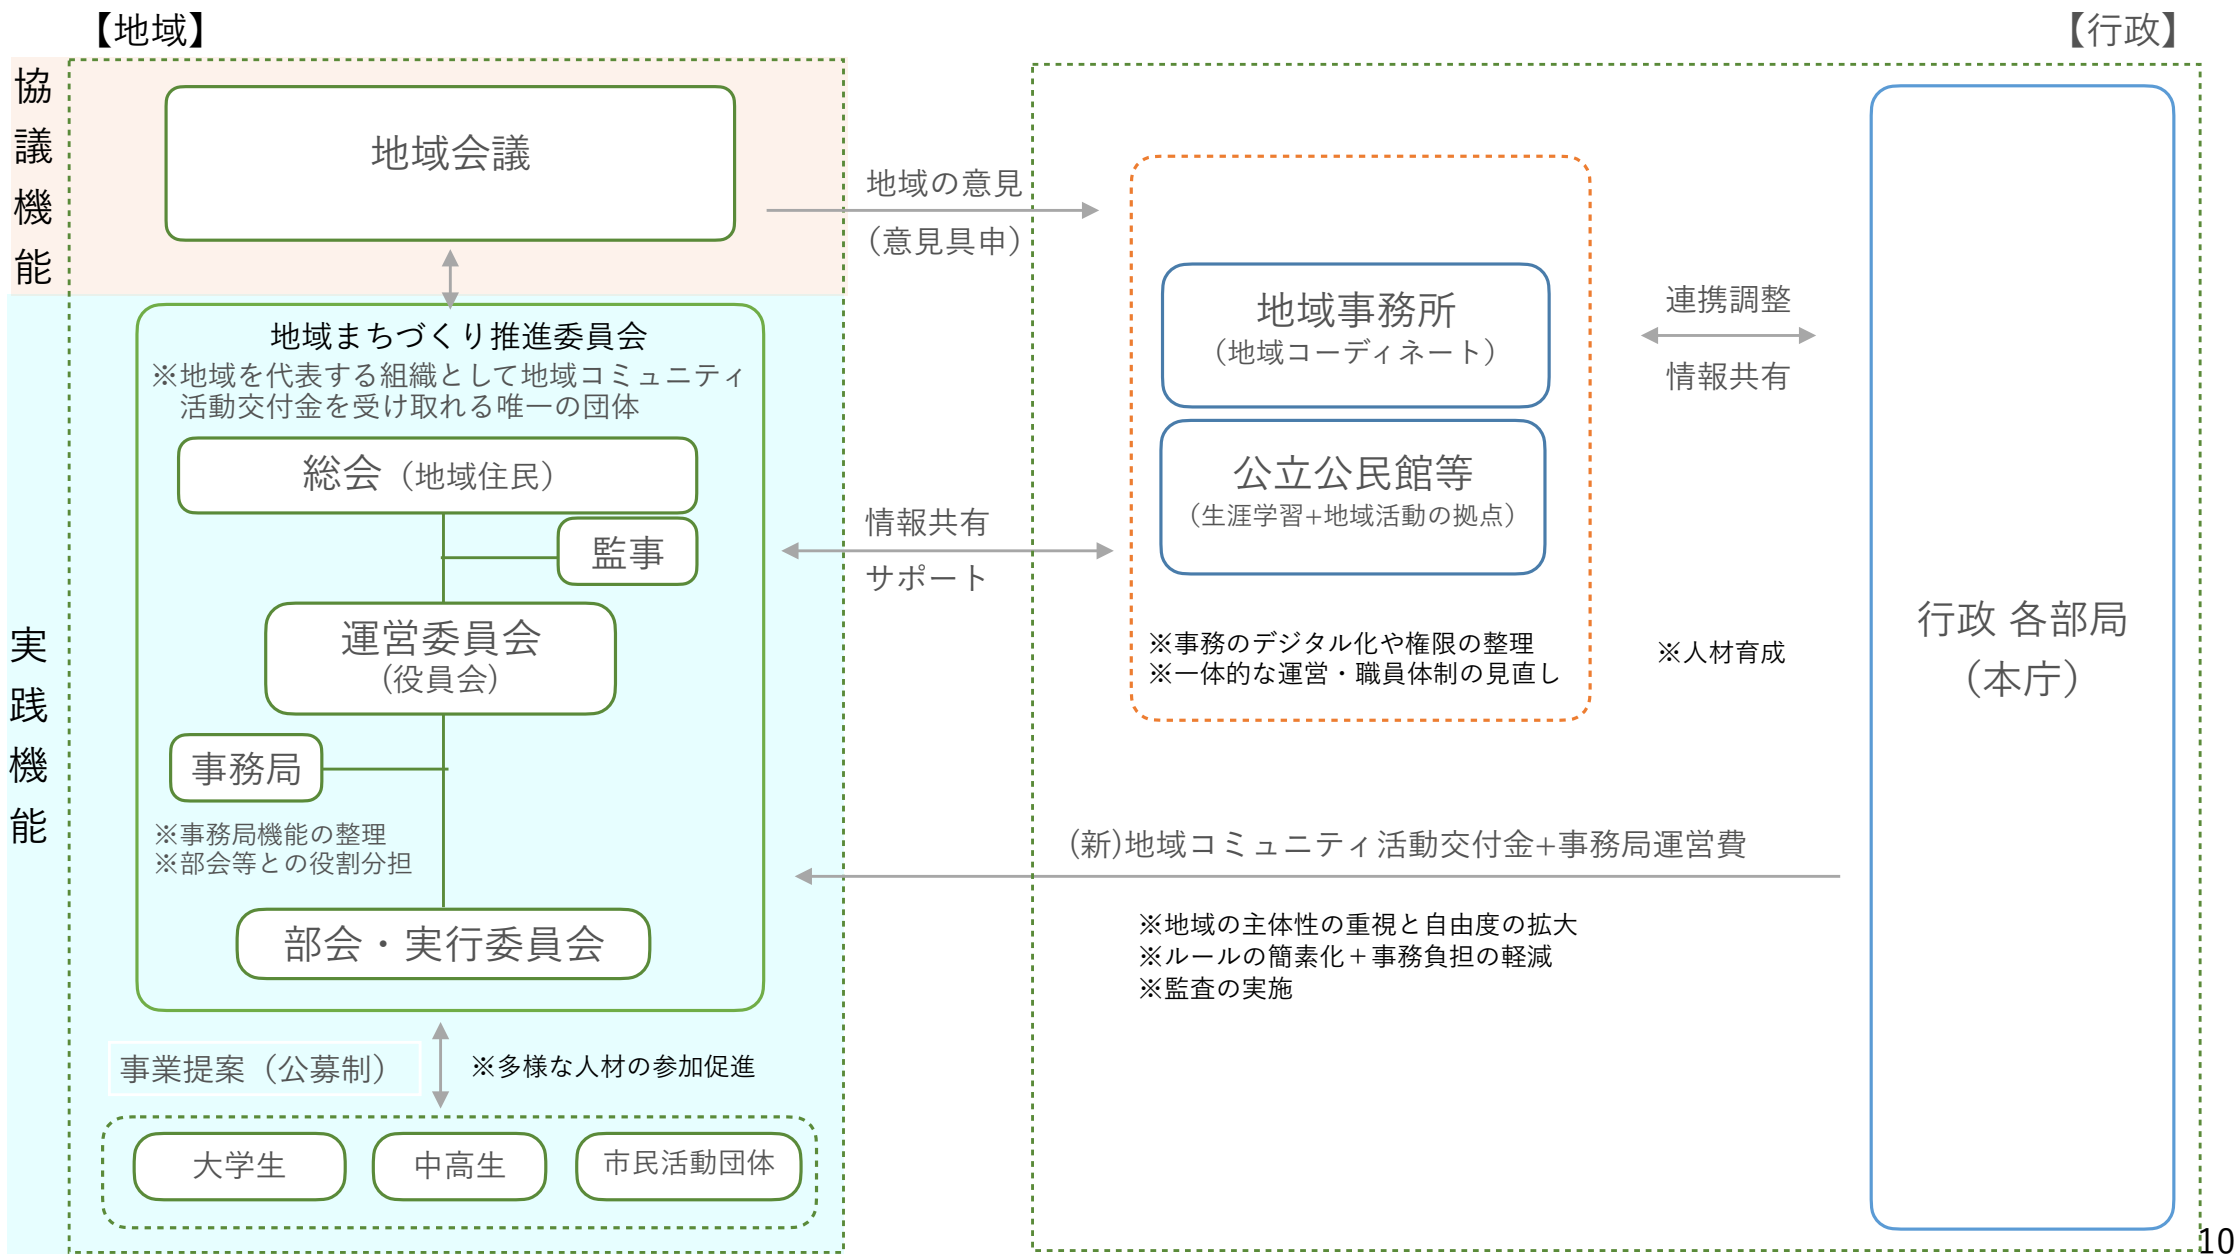 【地域】
【行政】
協議機能
地域会議
地域の意見
（意見具申）
地域まちづくり推進委員会
※地域を代表する組織として地域コミュニティ
活動交付金を受け取れる唯一の団体
総会（地域住民）
監事
運営委員会
（役員会）
事務局
※事務局機能の整理
※部会等との役割分担
部会・実行委員会
実践機能
事業提案（公募制）
※多様な人材の参加促進
大学生
中高生
市民活動団体
情報共有
サポート
地域事務所
（地域コーディネート）
公立公民館等
（生涯学習+地域活動の拠点）
※事務のデジタル化や権限の整理
※一体的な運営・職員体制の見直し
連携調整
情報共有
※人材育成
(新)地域コミュニティ活動交付金+事務局運営費
※地域の主体性の重視と自由度の拡大
※ルールの簡素化＋事務負担の軽減
※監査の実施
行政 各部局
（本庁）
10